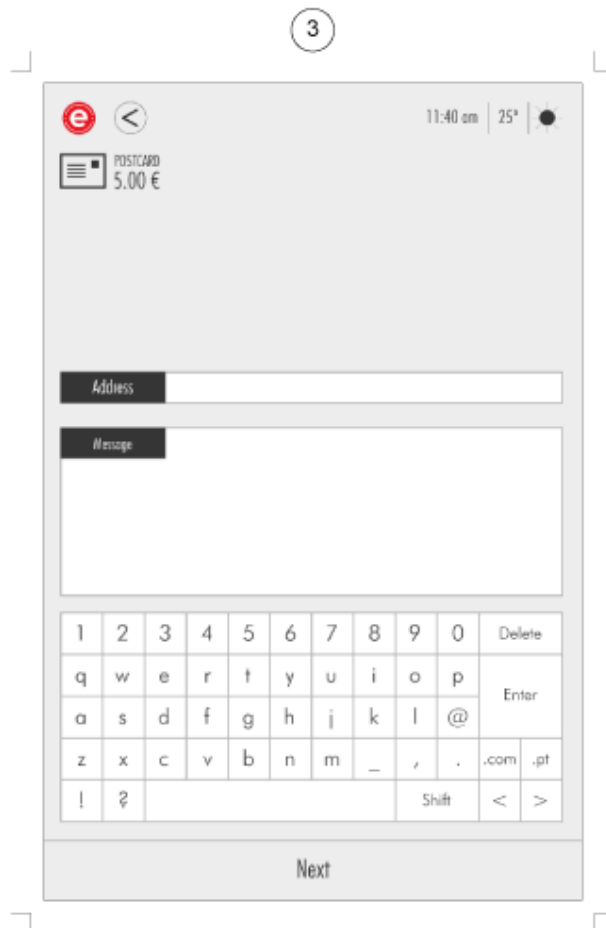 3
e < 11:40 am 25°
POSTCARD
5.00 €
Address
Message
1 2 3 4 5 6 7 8 9 0 Delete
q w e r t y u i o p
Enter
a s d f g h j k l @
z x c v b n m _ , . .com .pt
! ? Shift < >
Next